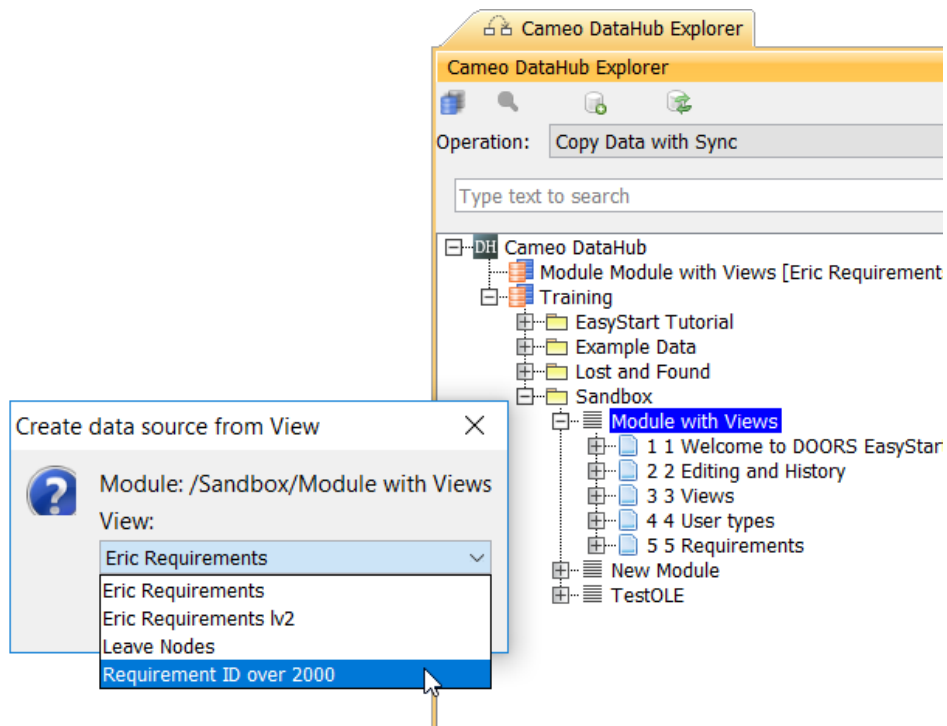 Cameo DataHub Explorer
Cameo DataHub Explorer
Operation: Copy Data with Sync
Type text to search
DH Cameo DataHub
Module Module with Views [Eric Requirement
Training
EasyStart Tutorial
Example Data
Lost and Found
Sandbox
Module with Views
1 1 Welcome to DOORS EasyStar
2 2 Editing and History
3 3 Views
4 4 User types
5 5 Requirements
New Module
TestOLE
Create data source from View
Module: /Sandbox/Module with Views
View:
Eric Requirements
Eric Requirements
Eric Requirements lv2
Leave Nodes
Requirement ID over 2000